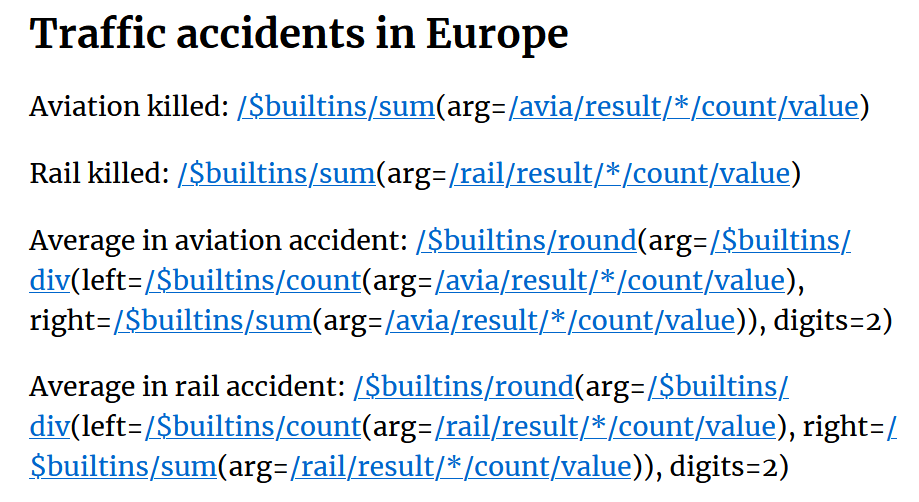 Traffic accidents in Europe
Aviation killed: /$builtins/sum(arg=/avia/result/*/count/value)
Rail killed: /$builtins/sum(arg=/rail/result/*/count/value)
Average in aviation accident: /$builtins/round(arg=/$builtins/
div(left=/$builtins/count(arg=/avia/result/*/count/value),
right=/$builtins/sum(arg=/avia/result/*/count/value)), digits=2)
Average in rail accident: /$builtins/round(arg=/$builtins/
div(left=/$builtins/count(arg=/rail/result/*/count/value), right=/
$builtins/sum(arg=/rail/result/*/count/value)), digits=2)